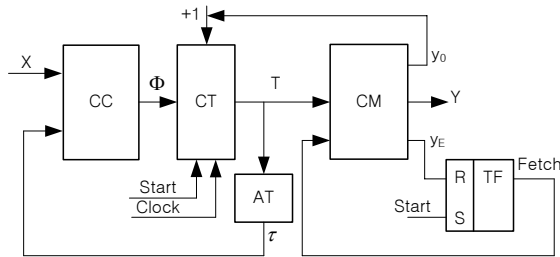 +1
X
Φ
T
y0
CC
CT
CM
Y
yE
Start
Clock
AT
τ
R
TF
Fetch
Start
S